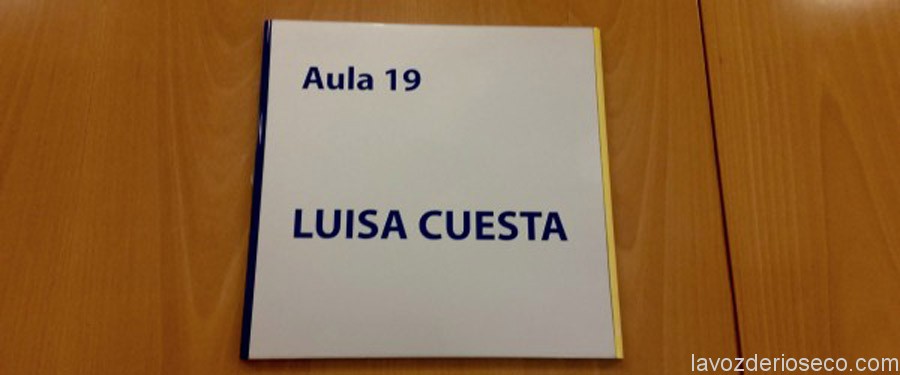 Aula 19
LUISA CUESTA
lavozderioseco.com